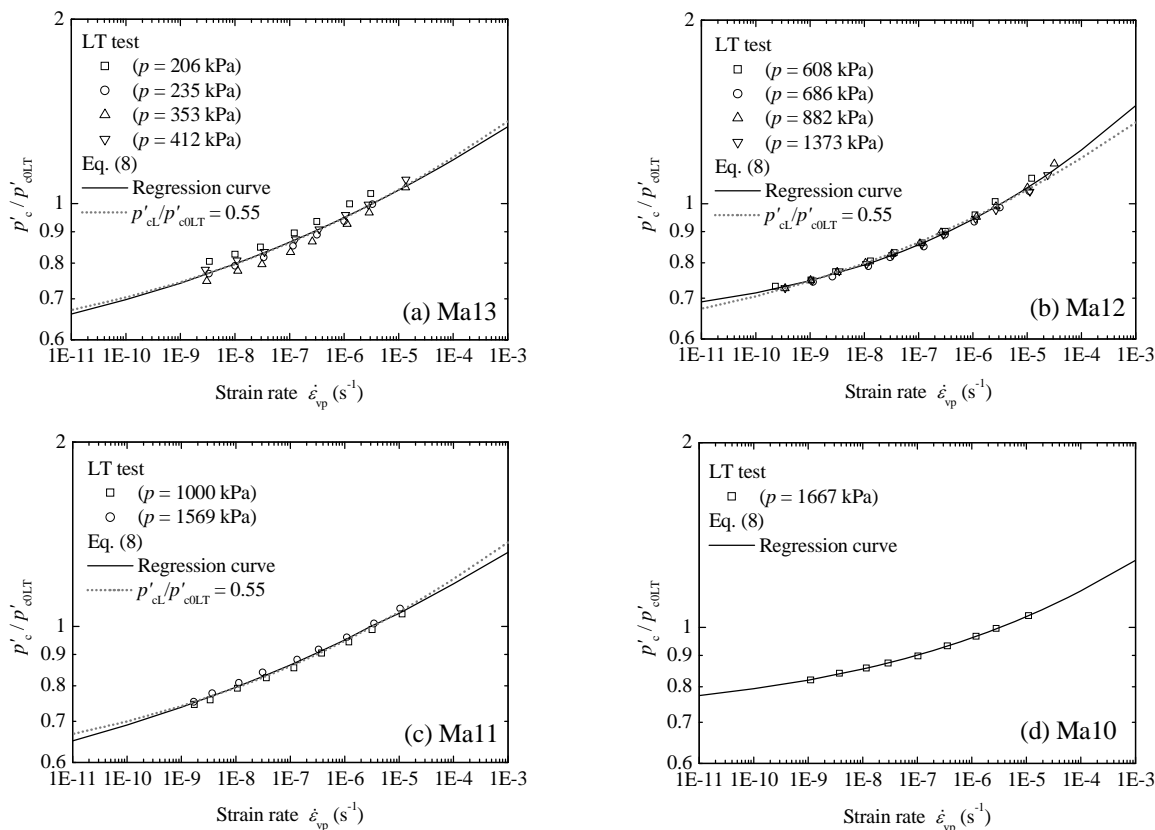 2
LT test
(p = 206 kPa)
(p = 235 kPa)
(p = 353 kPa)
(p = 412 kPa)
Eq. (8)
Regression curve
p'cL/p'c0LT = 0.55
1
0.9
0.8
0.7
0.6
p'c / p'c0LT
(a) Ma13
1E-11 1E-10 1E-9 1E-8 1E-7 1E-6 1E-5 1E-4 1E-3
Strain rate ε̇vp (s⁻¹)
2
LT test
(p = 608 kPa)
(p = 686 kPa)
(p = 882 kPa)
(p = 1373 kPa)
Eq. (8)
Regression curve
p'cL/p'c0LT = 0.55
1
0.9
0.8
0.7
0.6
p'c / p'c0LT
(b) Ma12
1E-11 1E-10 1E-9 1E-8 1E-7 1E-6 1E-5 1E-4 1E-3
Strain rate ε̇vp (s⁻¹)
2
LT test
(p = 1000 kPa)
(p = 1569 kPa)
Eq. (8)
Regression curve
p'cL/p'c0LT = 0.55
1
0.9
0.8
0.7
0.6
p'c / p'c0LT
(c) Ma11
1E-11 1E-10 1E-9 1E-8 1E-7 1E-6 1E-5 1E-4 1E-3
Strain rate ε̇vp (s⁻¹)
2
LT test
(p = 1667 kPa)
Eq. (8)
Regression curve
1
0.9
0.8
0.7
0.6
p'c / p'c0LT
(d) Ma10
1E-11 1E-10 1E-9 1E-8 1E-7 1E-6 1E-5 1E-4 1E-3
Strain rate ε̇vp (s⁻¹)